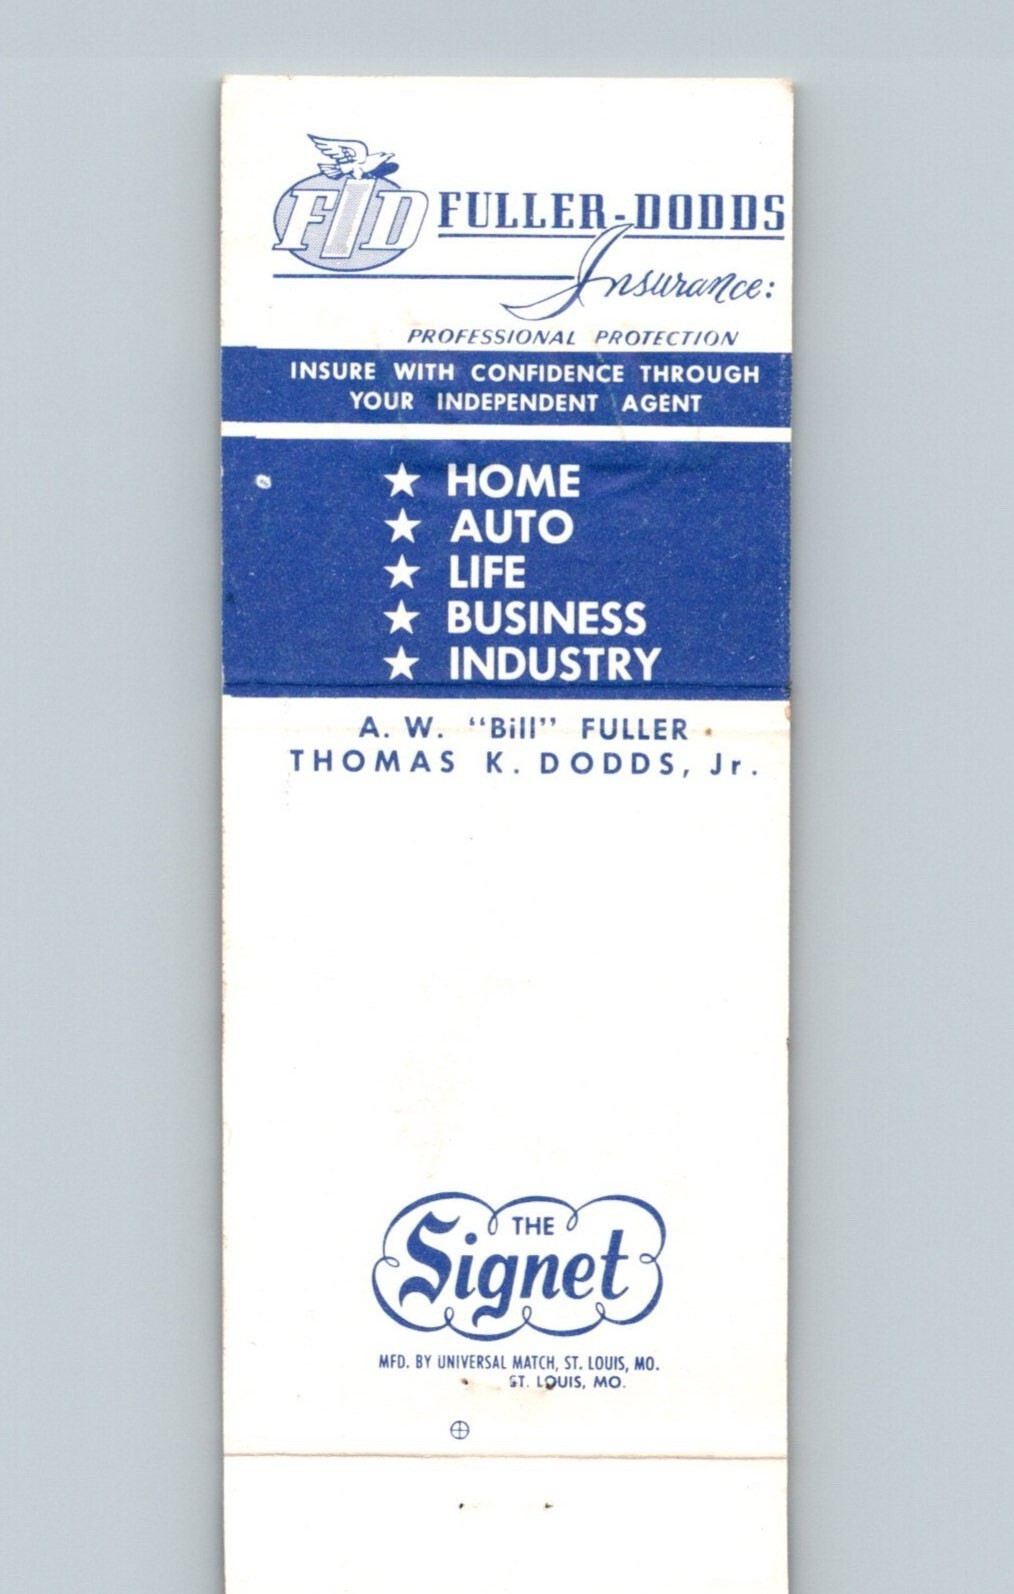 FID FULLER-DODDS
Insurance:
PROFESSIONAL PROTECTION
INSURE WITH CONFIDENCE THROUGH
YOUR INDEPENDENT AGENT
★ HOME
★ AUTO
★ LIFE
★ BUSINESS
★ INDUSTRY
A. W. "Bill" FULLER
THOMAS K. DODDS, Jr.
THE
Signet
MFD. BY UNIVERSAL MATCH, ST. LOUIS, MO.
ST. LOUIS, MO.